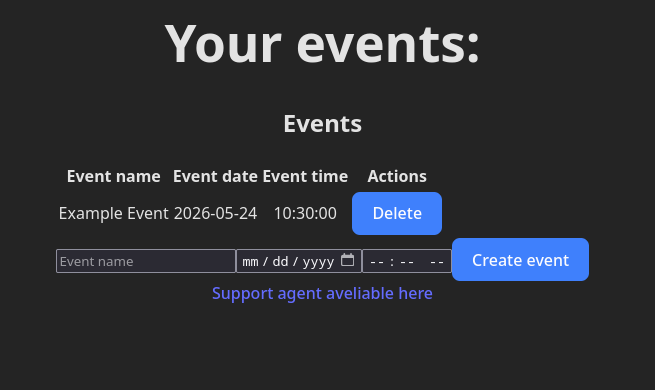 Your events:
Events
Event name Event date Event time Actions
Example Event 2026-05-24 10:30:00 Delete
Event name mm / dd / yyyy -- : -- -- Create event
Support agent aveliable here